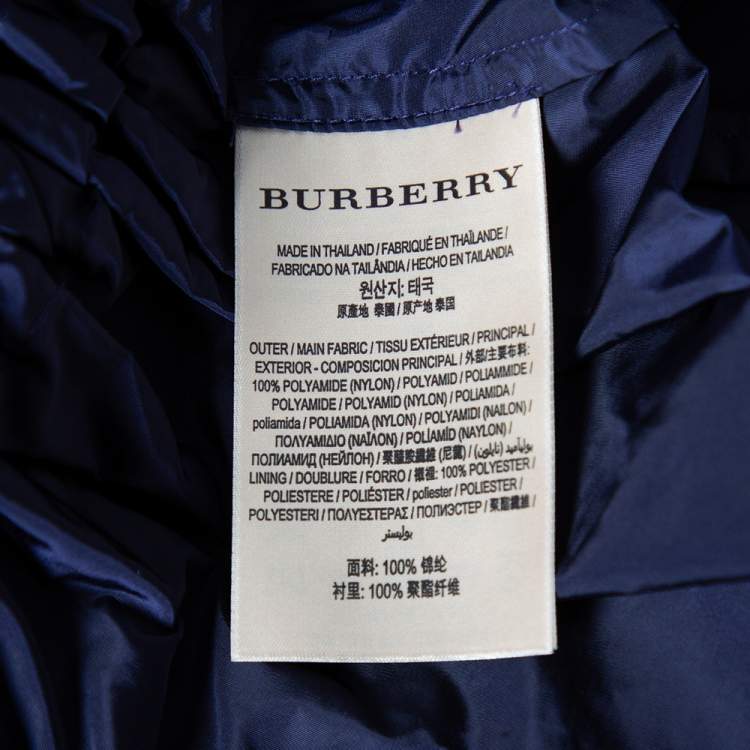 BURBERRY
MADE IN THAILAND / FABRIQUÉ EN THAÏLANDE /
FABRICADO NA TAILÂNDIA / HECHO EN TAILANDIA
원산지: 태국
原產地 泰國 / 原产地 泰国
OUTER / MAIN FABRIC / TISSU EXTÉRIEUR / PRINCIPAL /
EXTERIOR - COMPOSICION PRINCIPAL / 外部/主要布料:
100% POLYAMIDE (NYLON) / POLYAMID / POLIAMMIDE /
POLYAMIDE / POLYAMID (NYLON) / POLIAMIDA /
poliamida / POLIAMIDA (NYLON) / POLYAMIDI (NAILON) /
ΠΟΛΥΑΜΙΔΙΟ (ΝΑΪΛΟΝ) / POLÍAMÍD (NAYLON) /
ПОЛИАМИД (НЕЙЛОН) / 聚醯胺纖維 (尼龍) / بوليأميد (نايلون)
LINING / DOUBLURE / FORRO / 襯裡: 100% POLYESTER /
POLIESTERE / POLIÉSTER / poliester / POLIESTER /
POLYESTERI / ΠΟΛΥΕΣΤΕΡΑΣ / ПОЛИЭСТЕР / 聚酯纖維 /
بوليستر
面料: 100% 锦纶
衬里: 100% 聚酯纤维